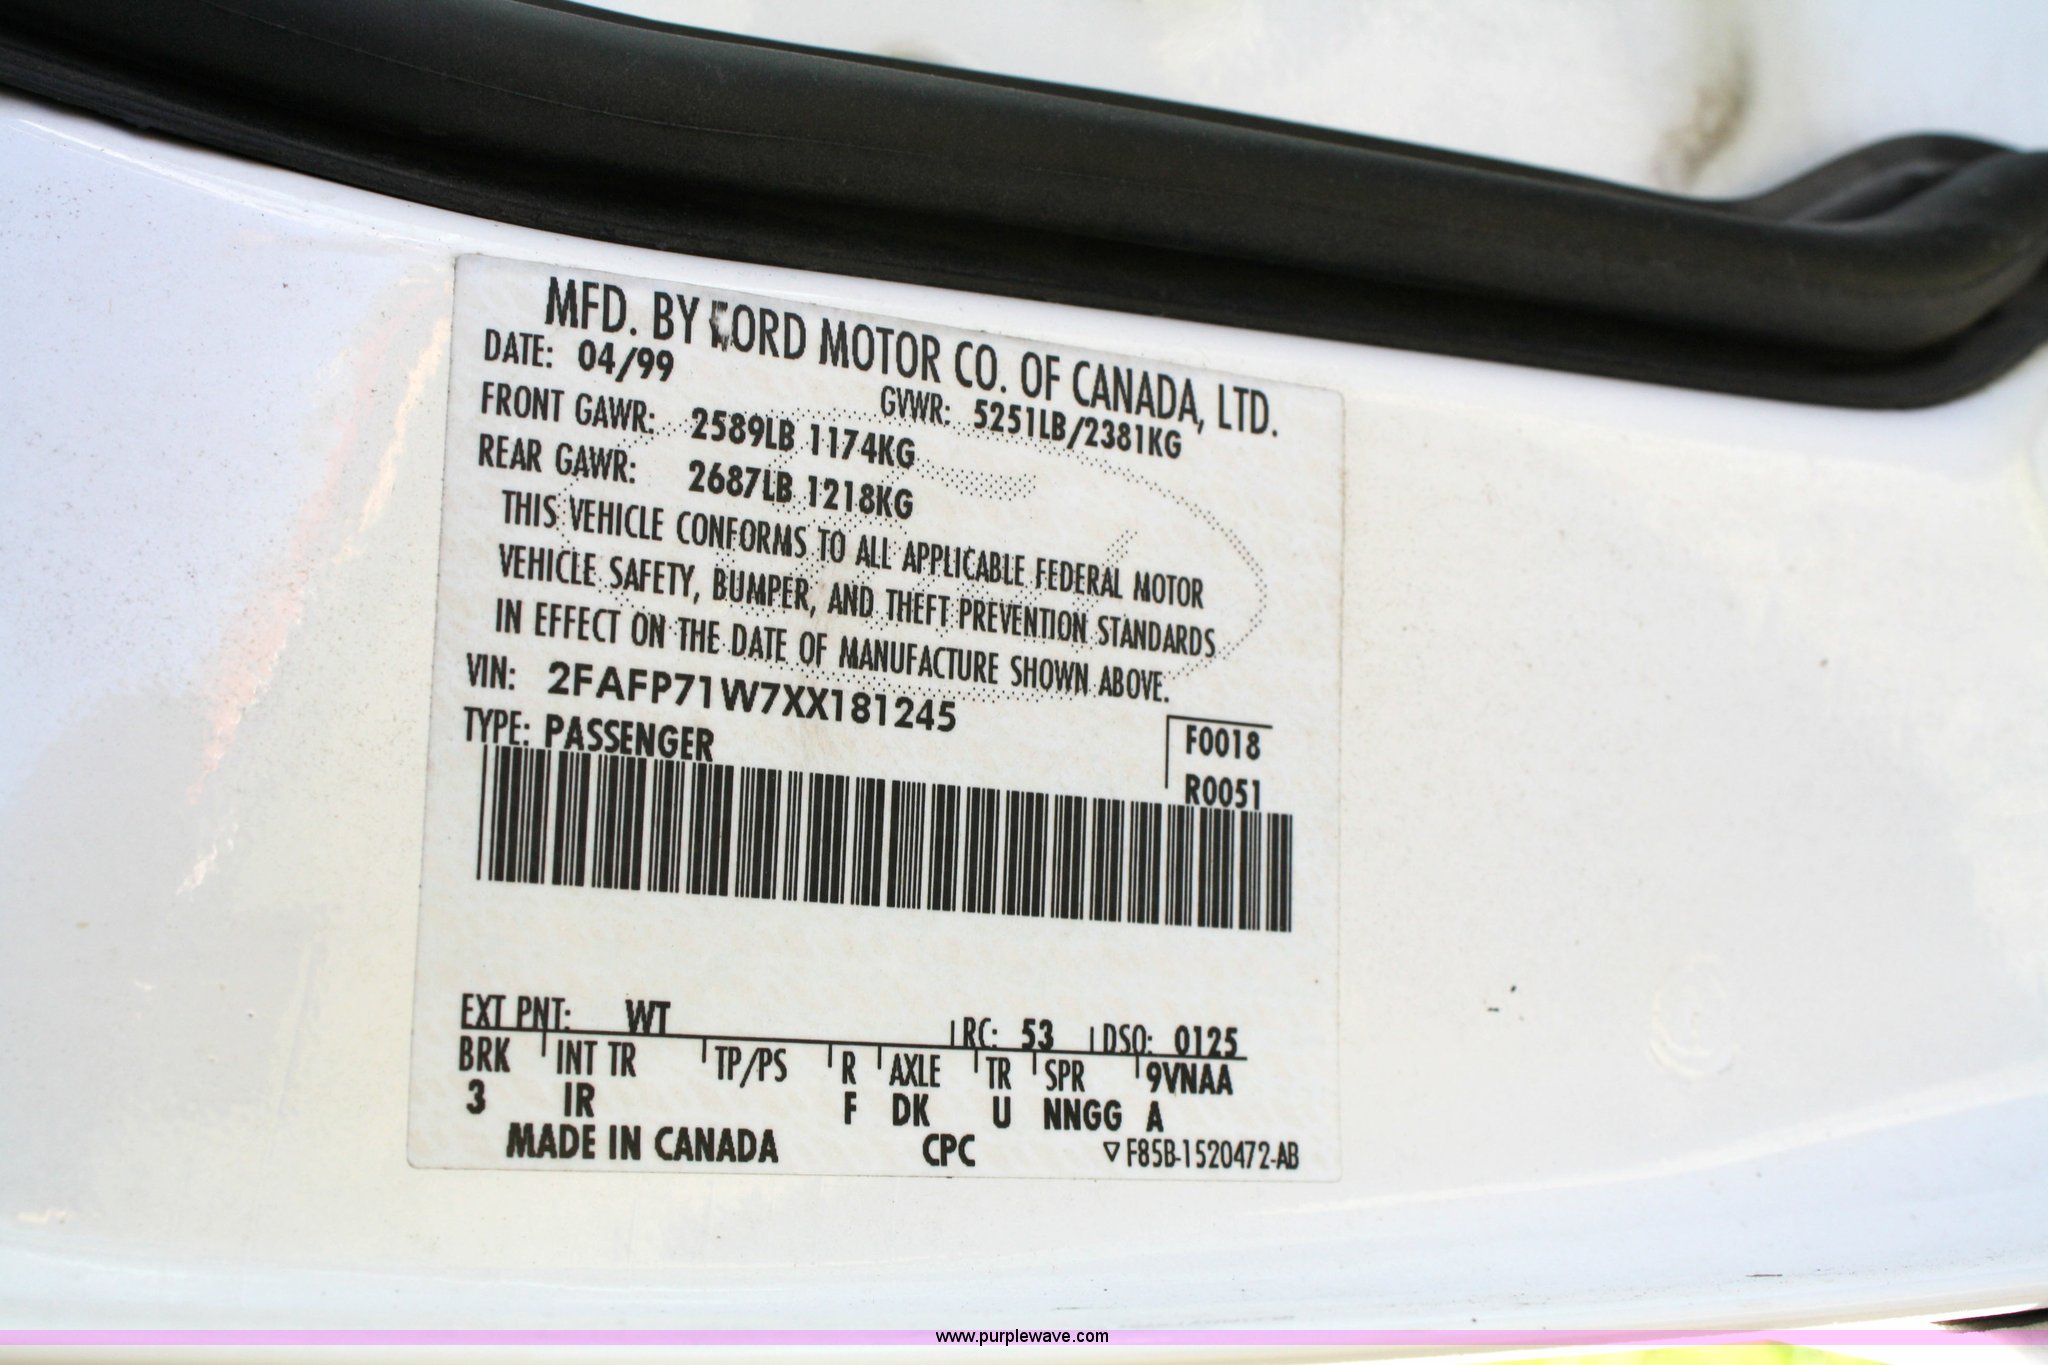 MFD. BY FORD MOTOR CO. OF CANADA, LTD.
DATE: 04/99 GVWR: 5251LB/2381KG
FRONT GAWR: 2589LB 1174KG
REAR GAWR: 2687LB 1218KG
THIS VEHICLE CONFORMS TO ALL APPLICABLE FEDERAL MOTOR
VEHICLE SAFETY, BUMPER, AND THEFT PREVENTION STANDARDS
IN EFFECT ON THE DATE OF MANUFACTURE SHOWN ABOVE.
VIN: 2FAFP71W7XX181245
TYPE: PASSENGER
F0018
R0051
EXT PNT: WT RC: 53 DSO: 0125
BRK INT TR TP/PS R AXLE TR SPR 9VNAA
3 IR F DK U NNGG A
MADE IN CANADA CPC ▽F85B-1520472-AB
www.purplewave.com